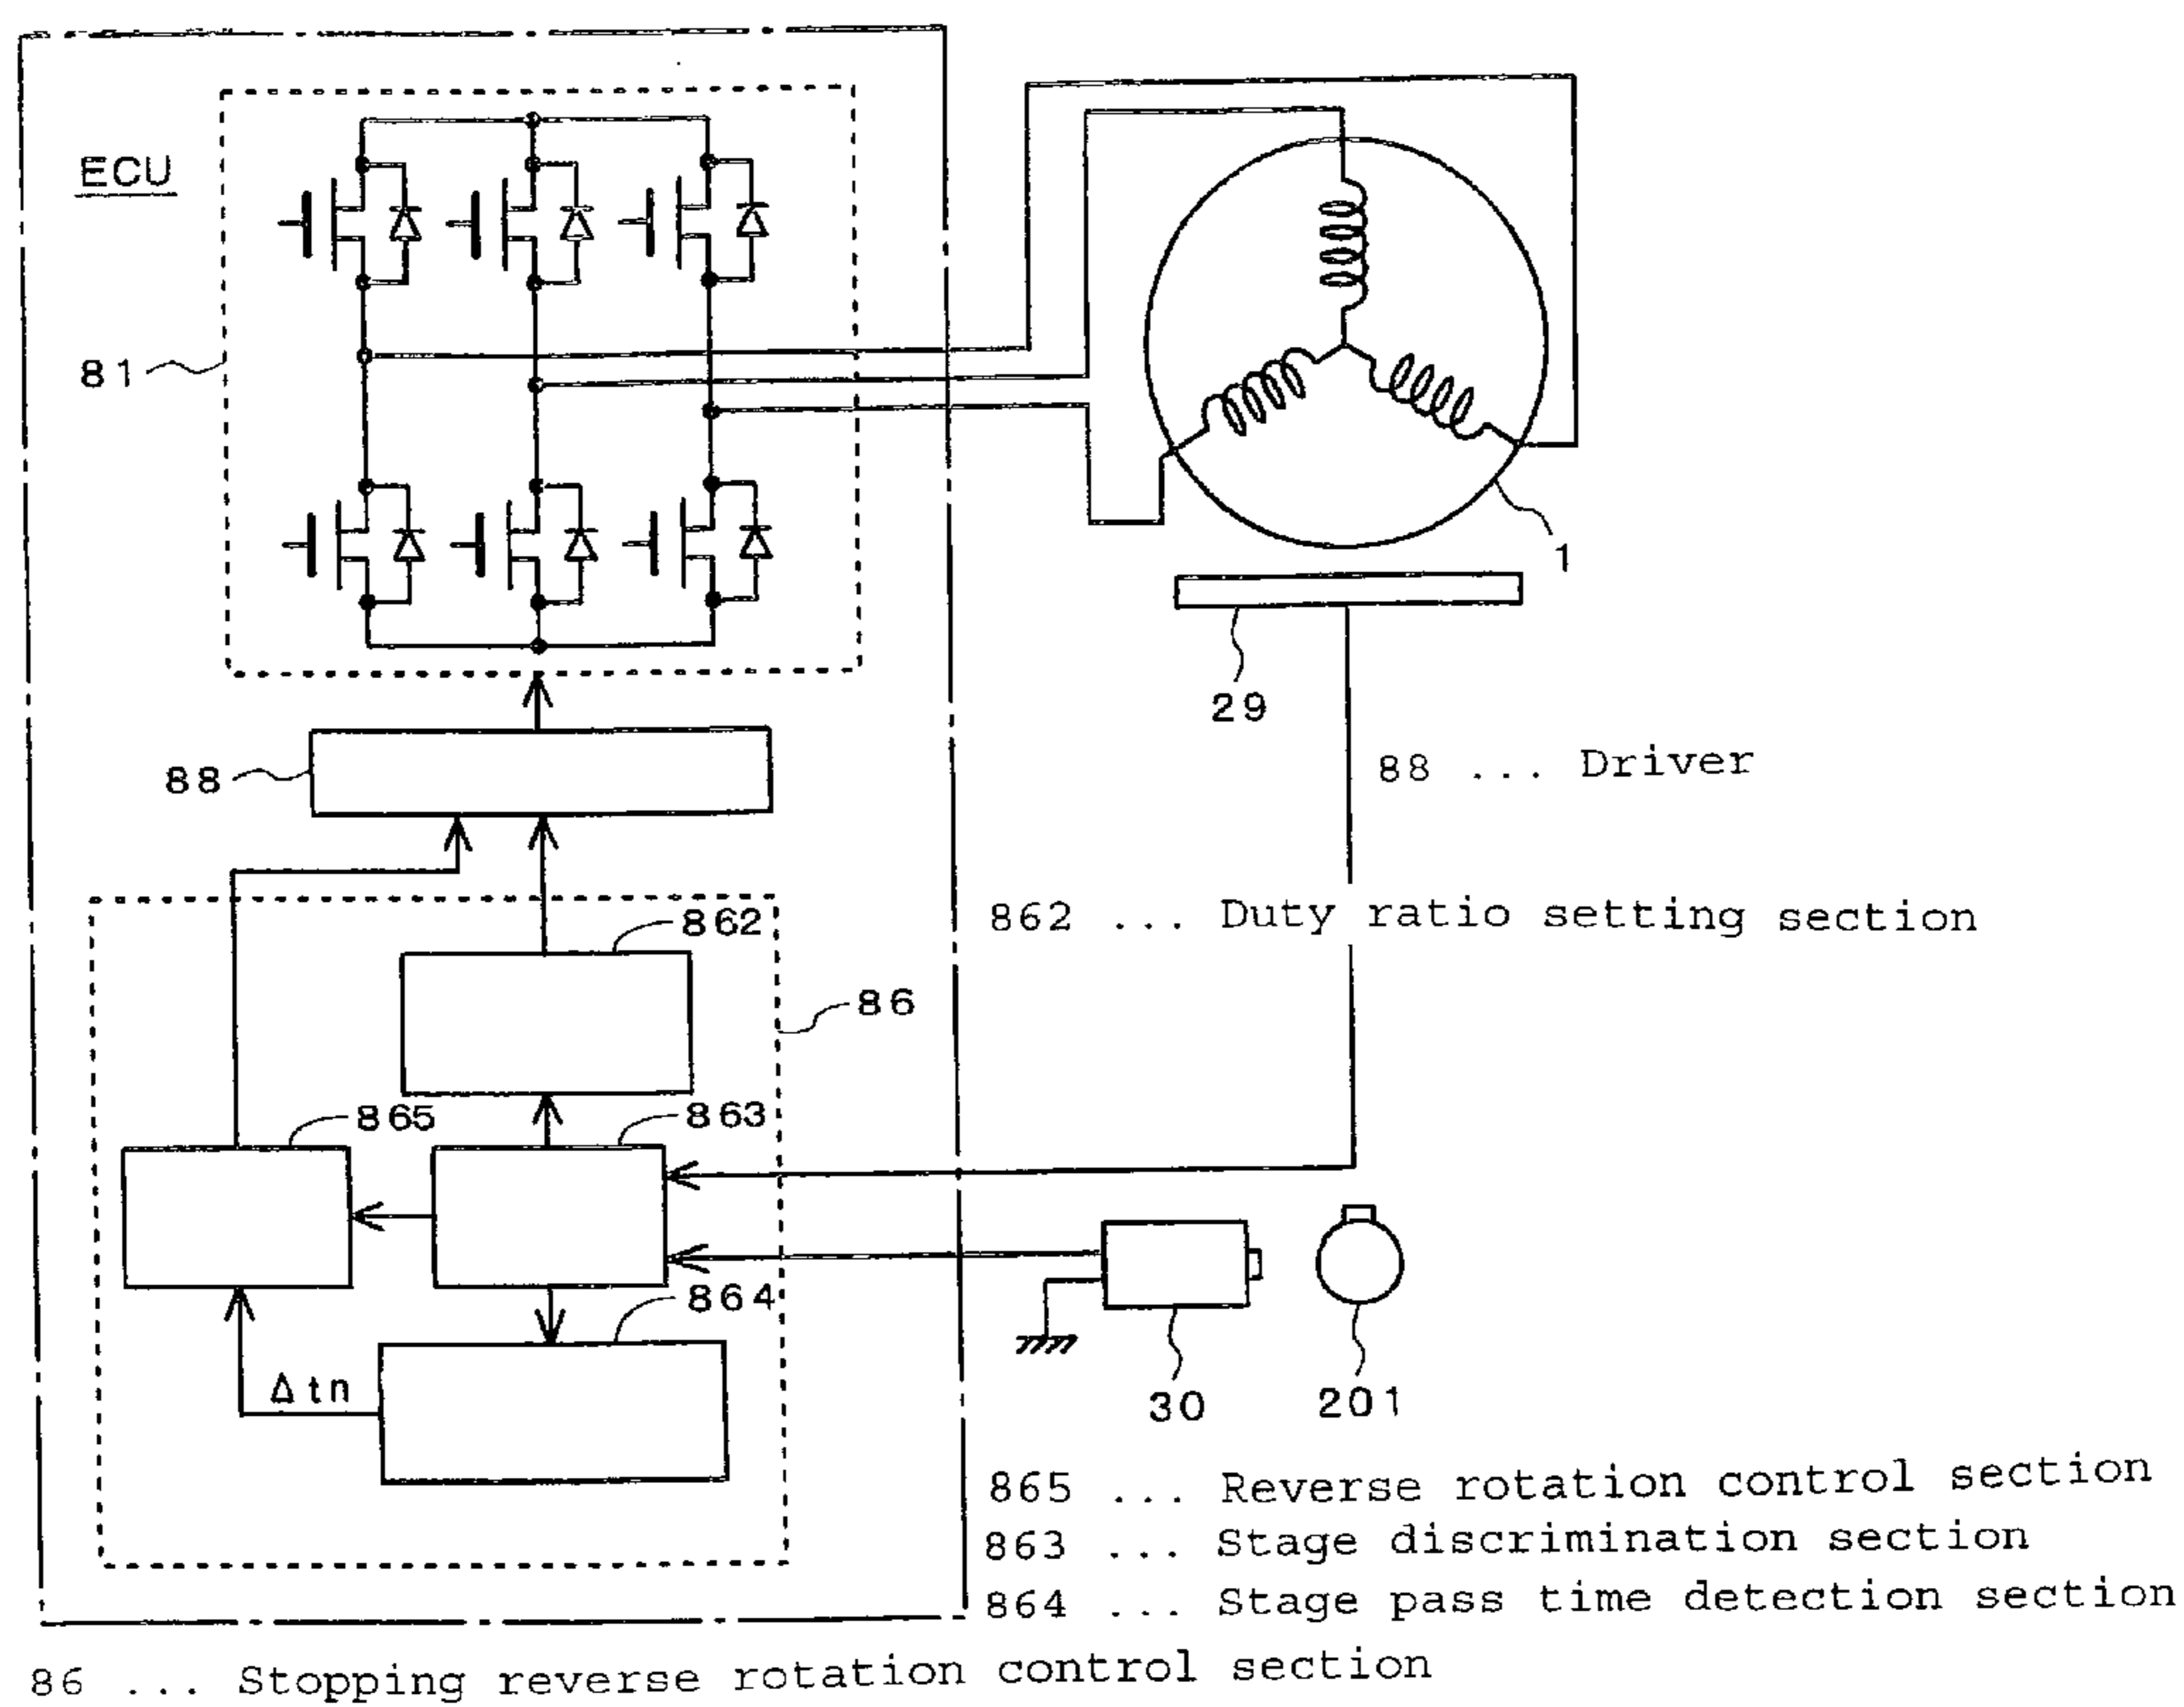 ECU
81
1
29
88
88 ... Driver
862
862 ... Duty ratio setting section
86
865
863
864
Δtn
30
201
865 ... Reverse rotation control section
863 ... Stage discrimination section
864 ... Stage pass time detection section
86 ... Stopping reverse rotation control section